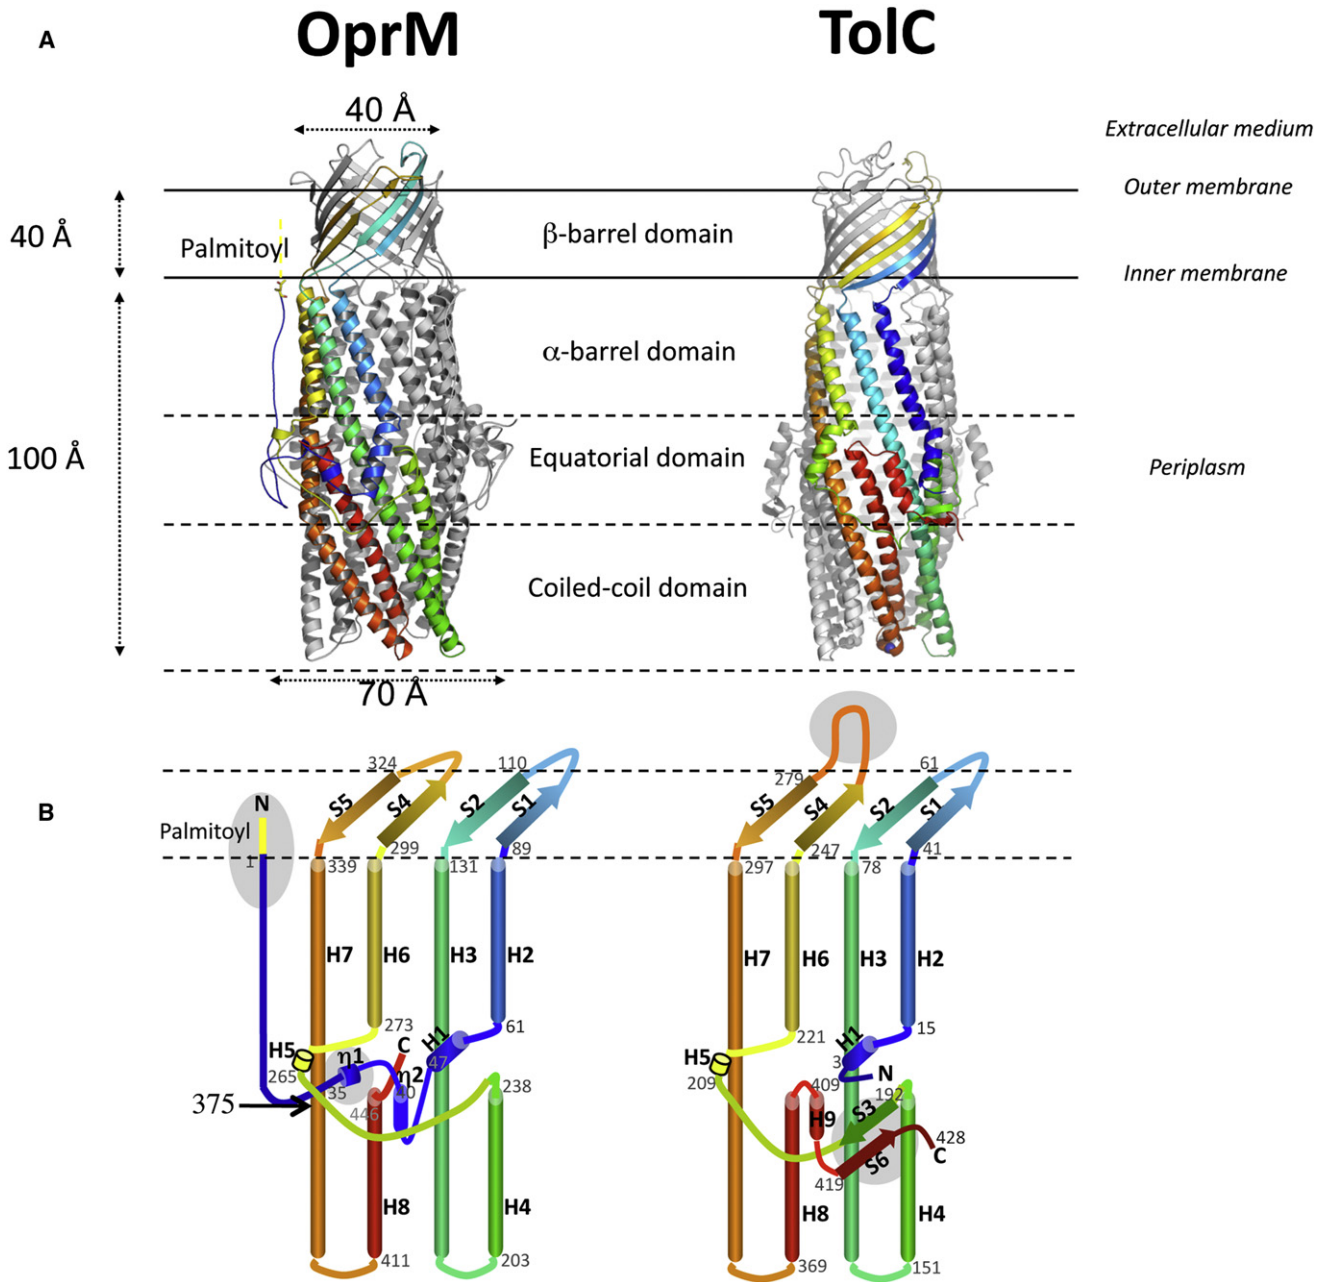 A
OprM
TolC
40 Å
Extracellular medium
Outer membrane
40 Å
Palmitoyl
β-barrel domain
Inner membrane
α-barrel domain
100 Å
Equatorial domain
Periplasm
Coiled-coil domain
70 Å
B
324
110
N
S5
S4
S2
S1
Palmitoyl
1
299
89
339
131
H7
H6
H3
H2
273
61
H5
C
H1
η1
47
265
η2
35
40
238
375
446
H8
H4
411
203
279
61
S5
S4
S2
S1
247
41
297
78
H7
H6
H3
H2
221
15
H5
H1
3
209
409
N
192
H9
S3
428
S6
C
419
H8
H4
369
151